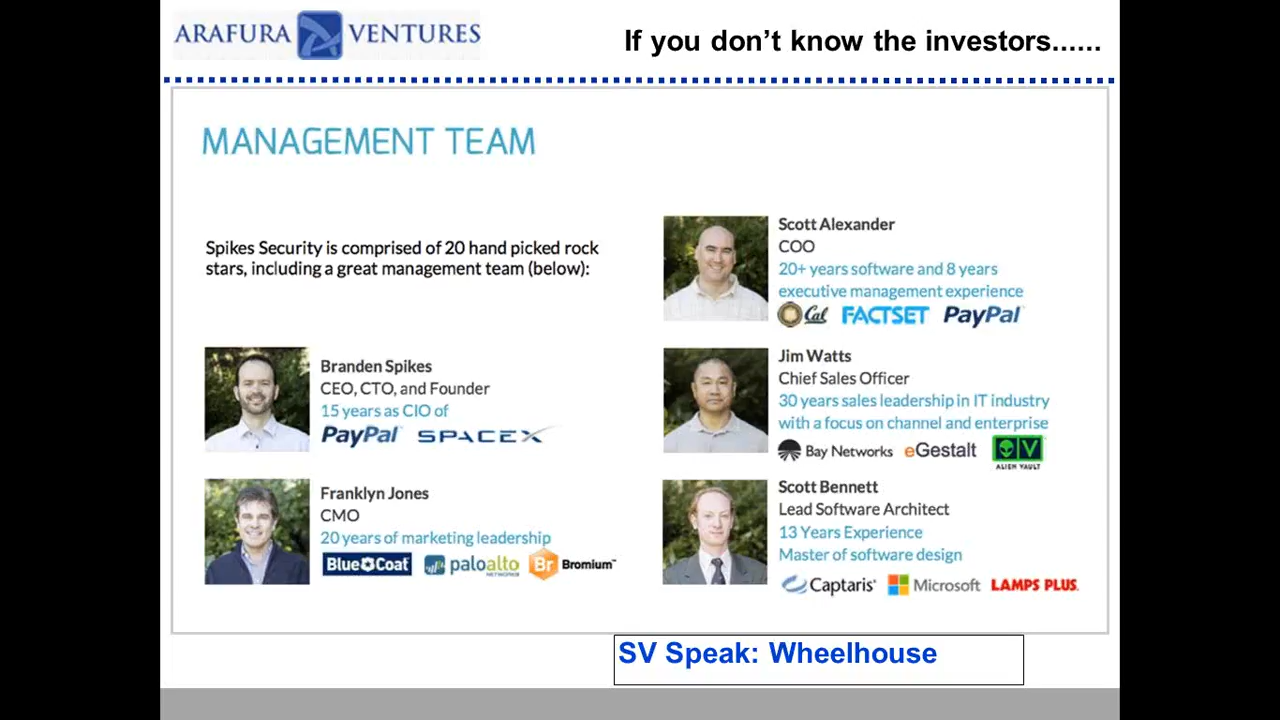 ARAFURA VENTURES
If you don’t know the investors......
MANAGEMENT TEAM
Spikes Security is comprised of 20 hand picked rock
stars, including a great management team (below):
Branden Spikes
CEO, CTO, and Founder
15 years as CIO of
PayPal SPACEX
Franklyn Jones
CMO
20 years of marketing leadership
Blue Coat paloalto NETWORKS Br Bromium™
Scott Alexander
COO
20+ years software and 8 years
executive management experience
Cal FACTSET PayPal
Jim Watts
Chief Sales Officer
30 years sales leadership in IT industry
with a focus on channel and enterprise
Bay Networks eGestalt ALIEN VAULT
Scott Bennett
Lead Software Architect
13 Years Experience
Master of software design
Captaris Microsoft LAMPS PLUS.
SV Speak: Wheelhouse